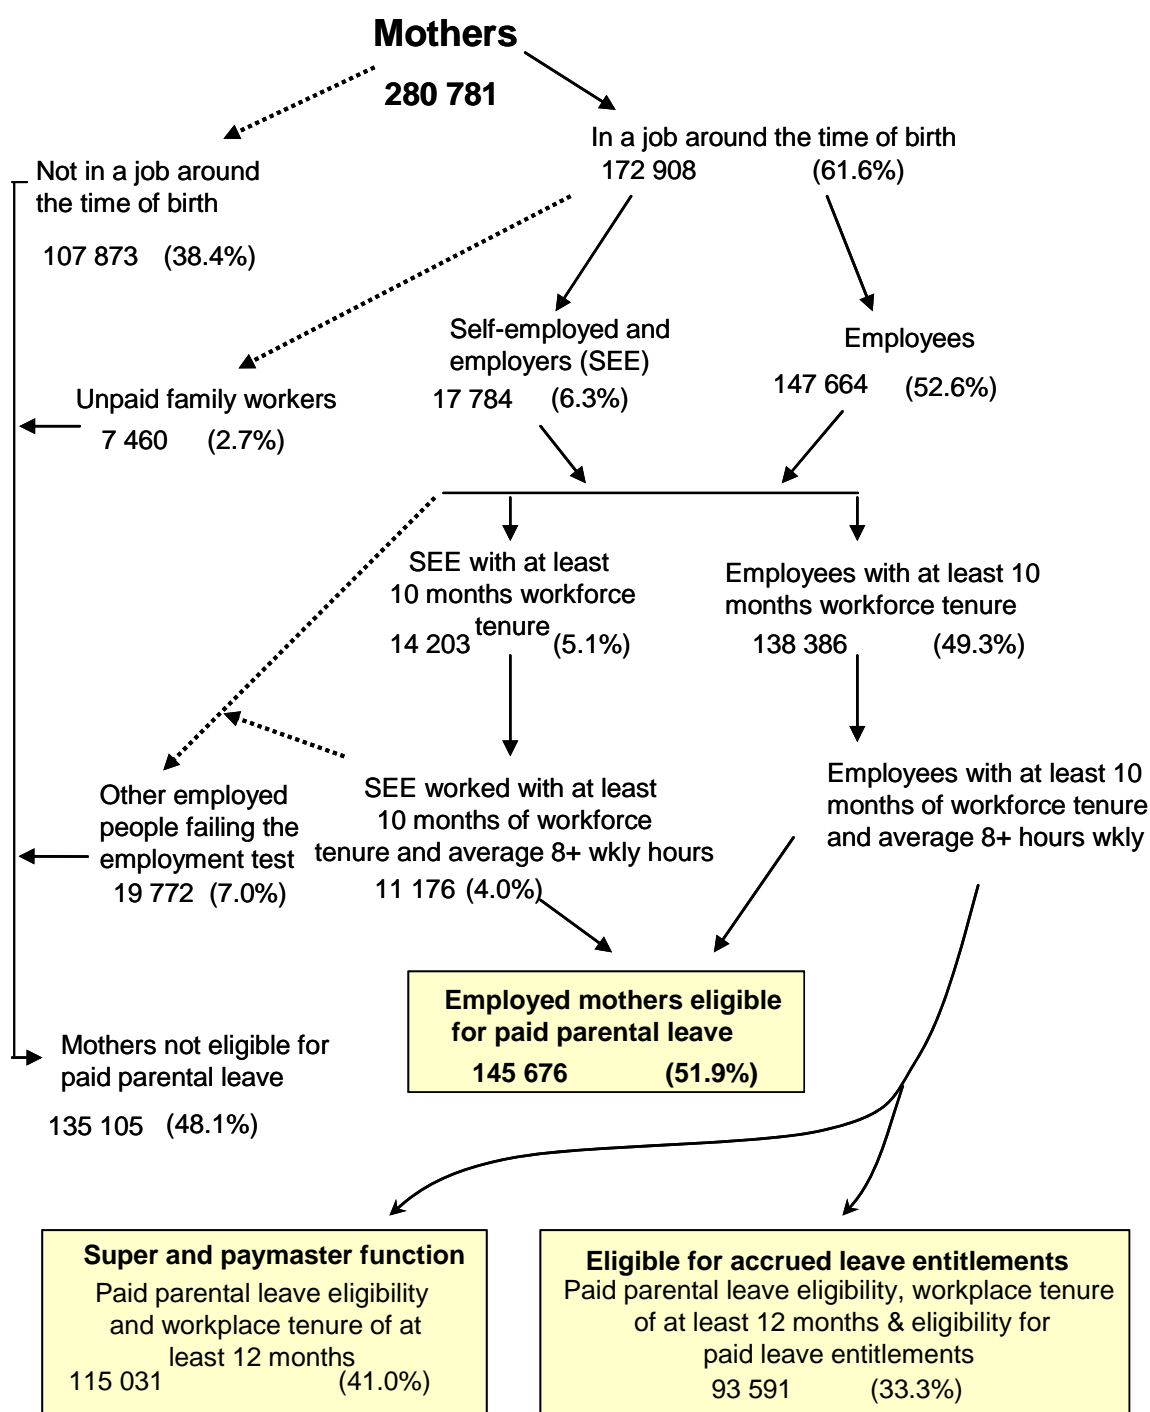 Mothers
280 781
In a job around the time of birth
172 908 (61.6%)
Not in a job around
the time of birth
107 873 (38.4%)
Self-employed and
employers (SEE)
17 784 (6.3%)
Employees
147 664 (52.6%)
Unpaid family workers
7 460 (2.7%)
SEE with at least
10 months workforce
tenure
14 203 (5.1%)
Employees with at least 10
months workforce tenure
138 386 (49.3%)
Other employed
people failing the
employment test
19 772 (7.0%)
SEE worked with at least
10 months of workforce
tenure and average 8+ wkly hours
11 176 (4.0%)
Employees with at least 10
months of workforce tenure
and average 8+ hours wkly
Employed mothers eligible
for paid parental leave
145 676 (51.9%)
Mothers not eligible for
paid parental leave
135 105 (48.1%)
Super and paymaster function
Paid parental leave eligibility
and workplace tenure of at
least 12 months
115 031 (41.0%)
Eligible for accrued leave entitlements
Paid parental leave eligibility, workplace tenure
of at least 12 months & eligibility for
paid leave entitlements
93 591 (33.3%)